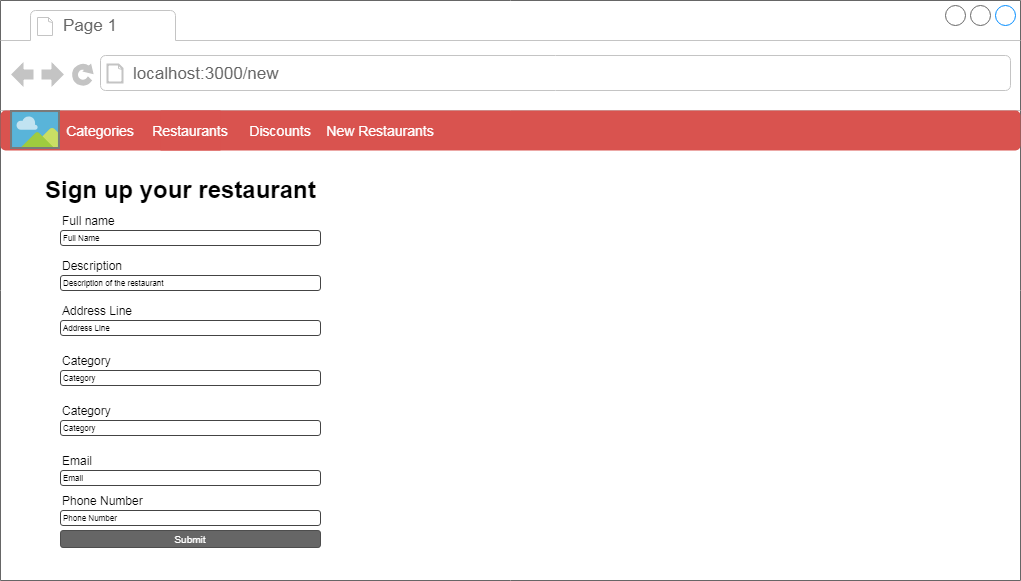 Page 1
localhost:3000/new
Categories Restaurants Discounts New Restaurants
Sign up your restaurant
Full name
Full Name
Description
Description of the restaurant
Address Line
Address Line
Category
Category
Category
Category
Email
Email
Phone Number
Phone Number
Submit